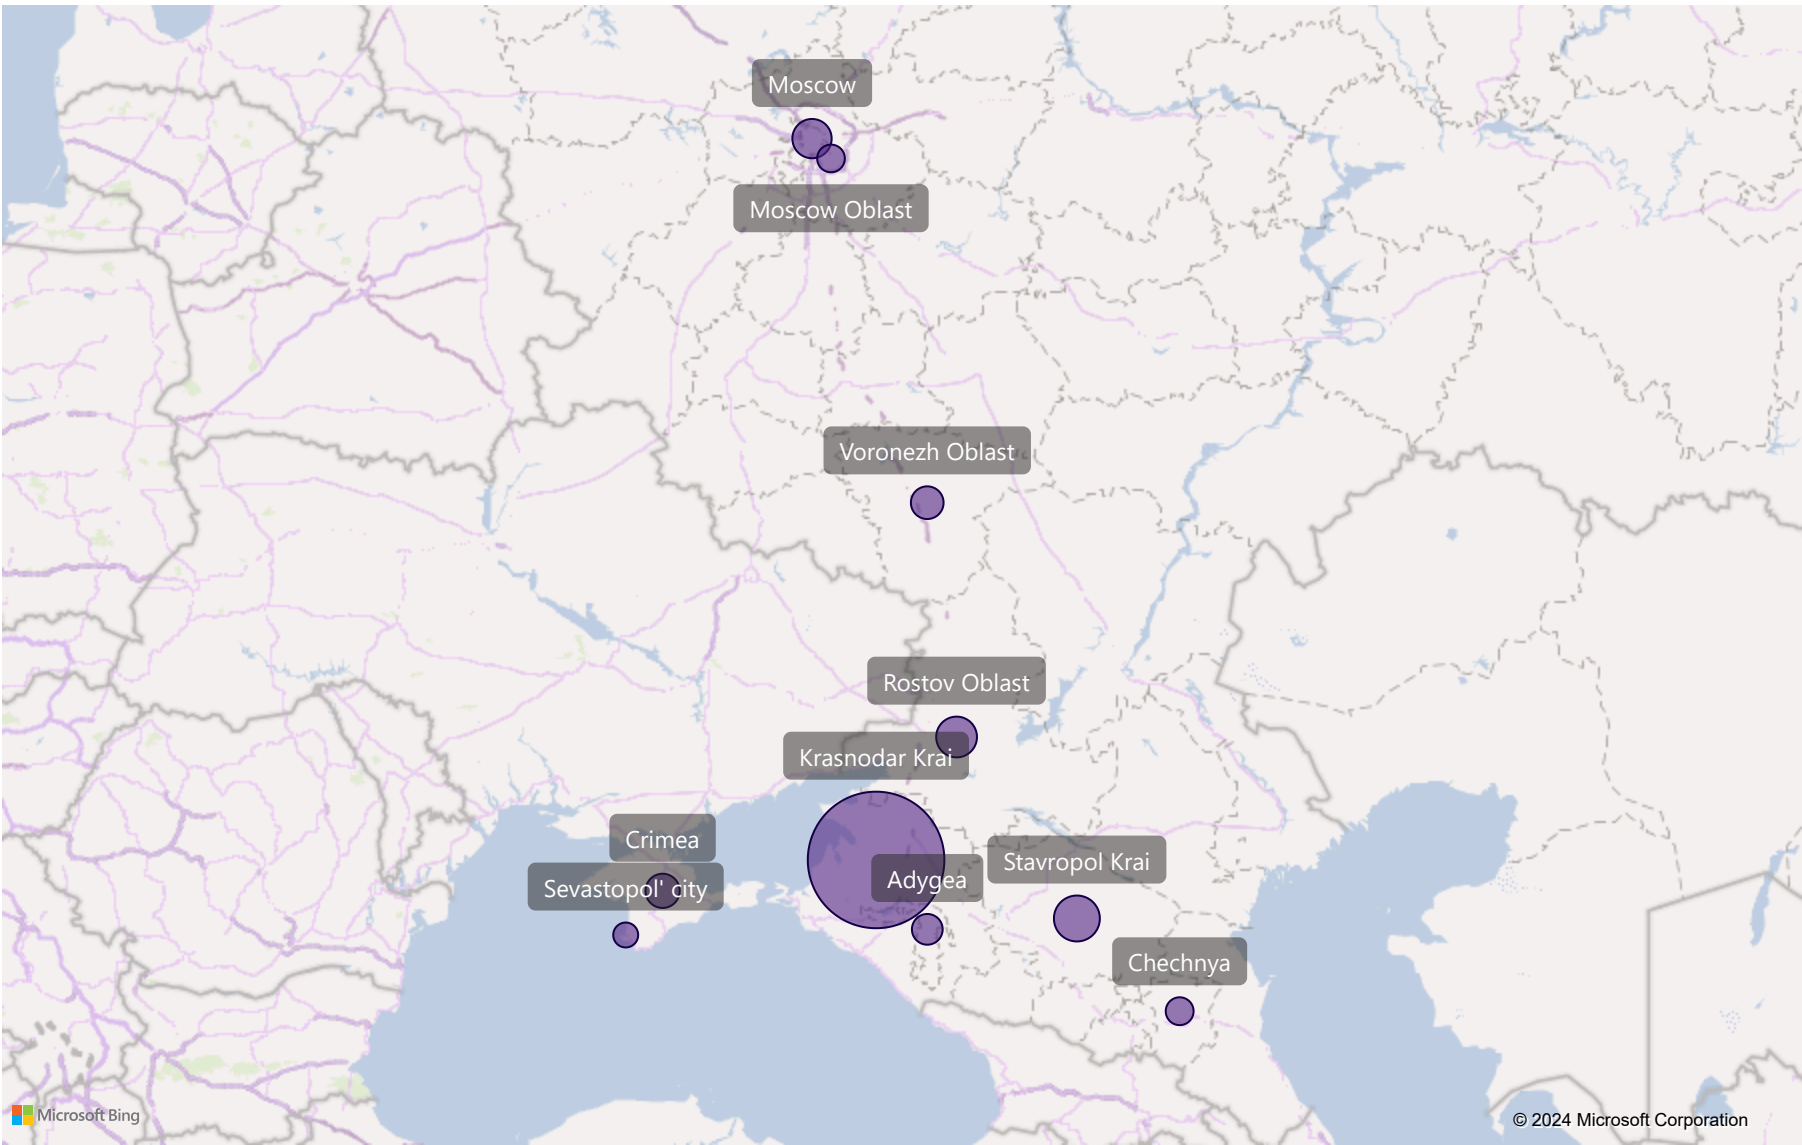 Moscow
Moscow Oblast
Voronezh Oblast
Rostov Oblast
Krasnodar Krai
Crimea
Stavropol Krai
Adygea
Sevastopol' city
Chechnya
Microsoft Bing
© 2024 Microsoft Corporation